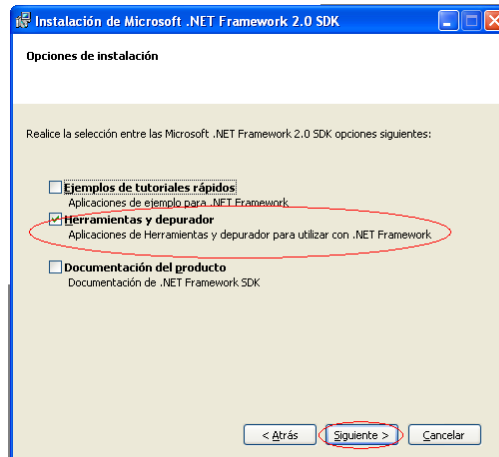 Instalación de Microsoft .NET Framework 2.0 SDK
Opciones de instalación
Realice la selección entre las Microsoft .NET Framework 2.0 SDK opciones siguientes:
Ejemplos de tutoriales rápidos
Aplicaciones de ejemplo para .NET Framework
Herramientas y depurador
Aplicaciones de Herramientas y depurador para utilizar con .NET Framework
Documentación del producto
Documentación de .NET Framework SDK
< Atrás Siguiente > Cancelar